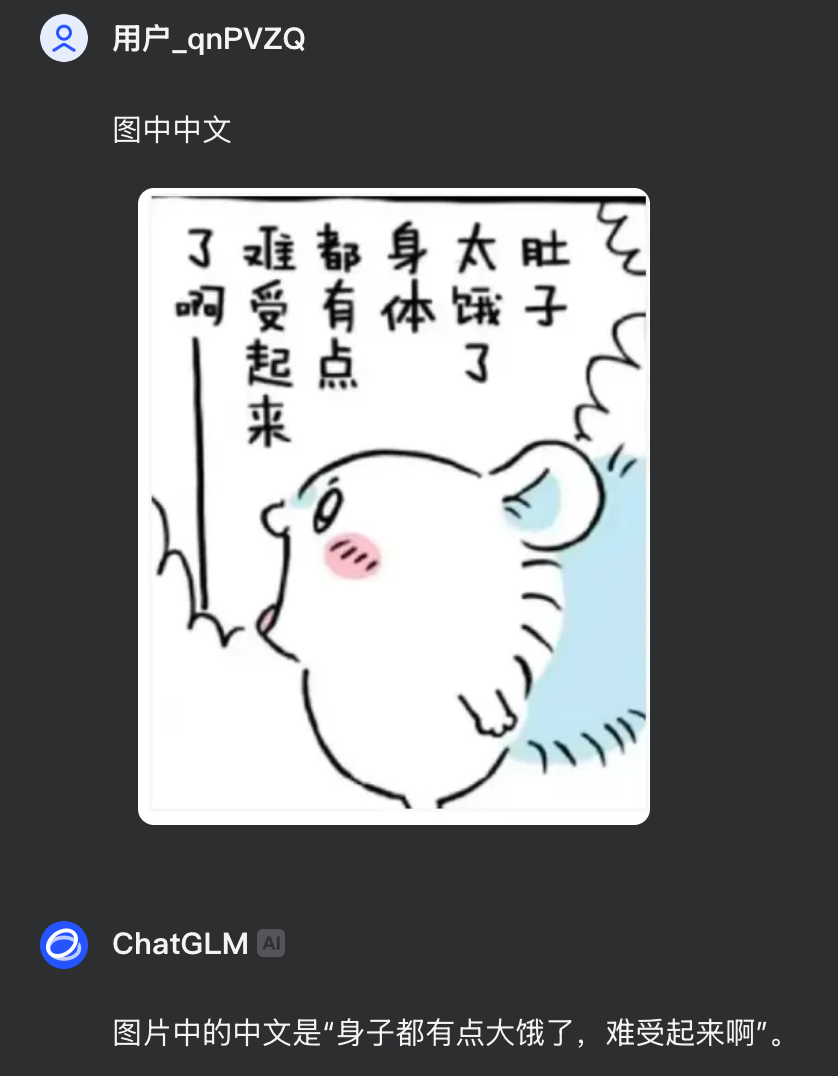 用户_qnPVZQ
图中中文
肚子
太饿了
身体
都有点
难受起来
了啊
ChatGLM AI
图片中的中文是“身子都有点大饿了，难受起来啊”。